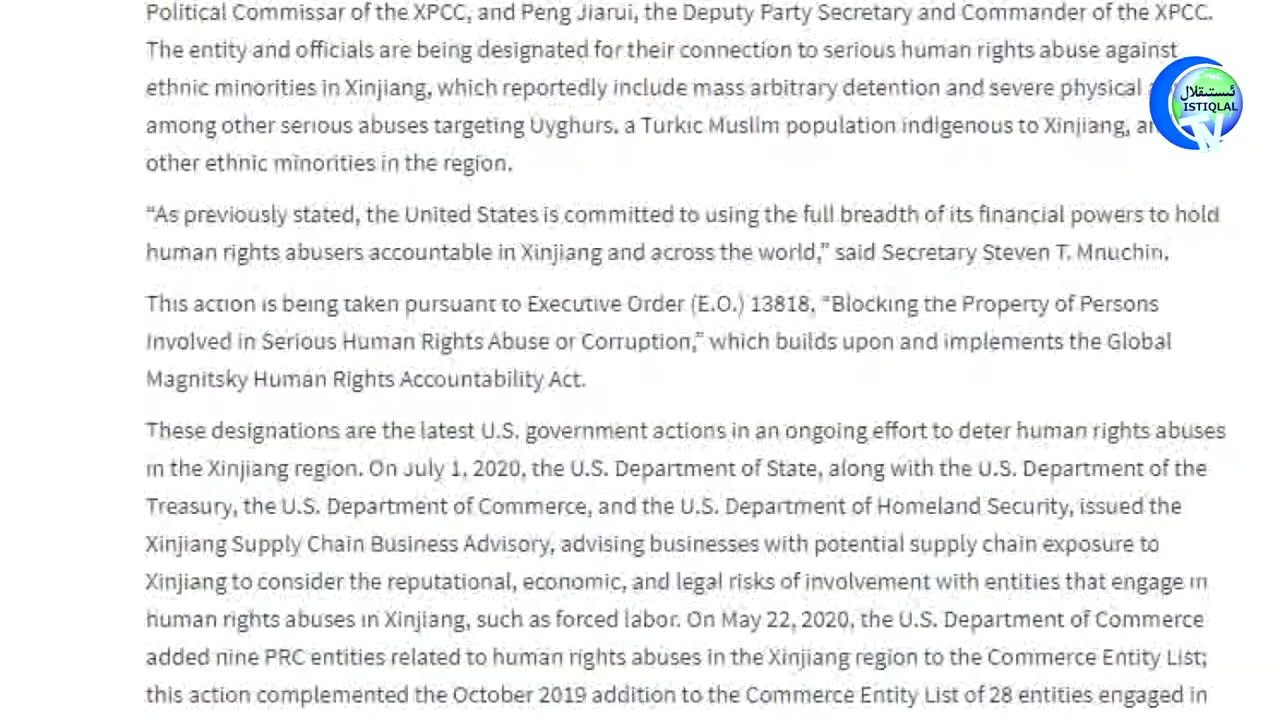 Political Commissar of the XPCC, and Peng Jiarui, the Deputy Party Secretary and Commander of the XPCC.
The entity and officials are being designated for their connection to serious human rights abuse against
ethnic minorities in Xinjiang, which reportedly include mass arbitrary detention and severe physical
among other serious abuses targeting Uyghurs, a Turkic Muslim population indigenous to Xinjiang,
other ethnic minorities in the region.
“As previously stated, the United States is committed to using the full breadth of its financial powers to hold
human rights abusers accountable in Xinjiang and across the world,” said Secretary Steven T. Mnuchin.
This action is being taken pursuant to Executive Order (E.O.) 13818, “Blocking the Property of Persons
Involved in Serious Human Rights Abuse or Corruption,” which builds upon and implements the Global
Magnitsky Human Rights Accountability Act.
These designations are the latest U.S. government actions in an ongoing effort to deter human rights abuses
in the Xinjiang region. On July 1, 2020, the U.S. Department of State, along with the U.S. Department of the
Treasury, the U.S. Department of Commerce, and the U.S. Department of Homeland Security, issued the
Xinjiang Supply Chain Business Advisory, advising businesses with potential supply chain exposure to
Xinjiang to consider the reputational, economic, and legal risks of involvement with entities that engage in
human rights abuses in Xinjiang, such as forced labor. On May 22, 2020, the U.S. Department of Commerce
added nine PRC entities related to human rights abuses in the Xinjiang region to the Commerce Entity List;
this action complemented the October 2019 addition to the Commerce Entity List of 28 entities engaged in
ئىستىقلال
ISTIQLAL
TV